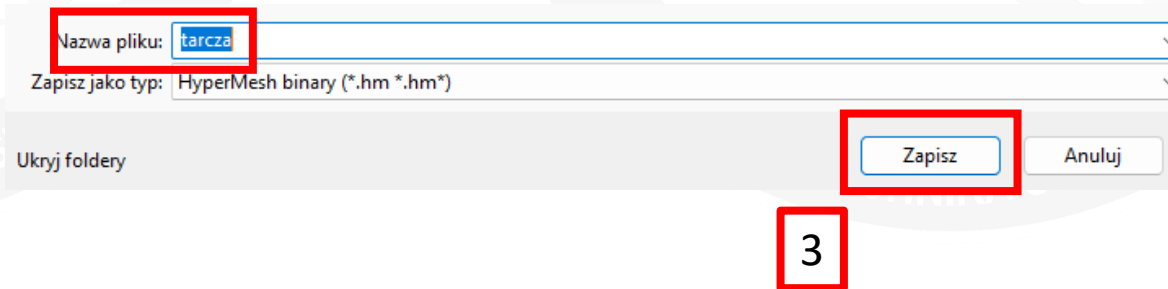 Nazwa pliku: tarcza
Zapisz jako typ: HyperMesh binary (*.hm *.hm*)
Ukryj foldery Zapisz Anuluj
3